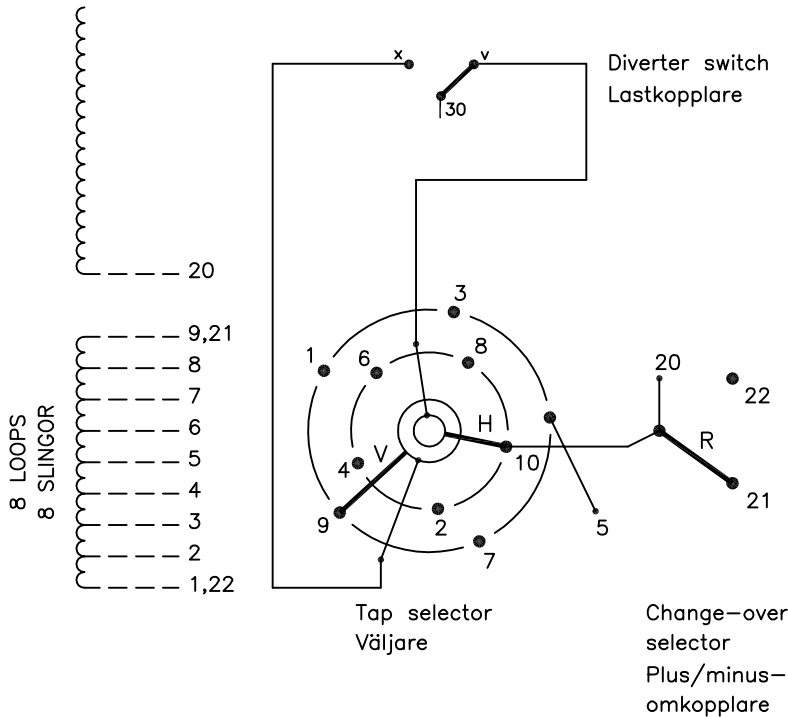 x
v
30
Diverter switch
Lastkopplare
20
9,21
8
7
6
5
4
3
2
1,22
8 LOOPS
8 SLINGOR
3
1
6
8
H
V
10
4
9
2
7
5
20
22
R
21
Tap selector
Väljare
Change-over
selector
Plus/minus-
omkopplare